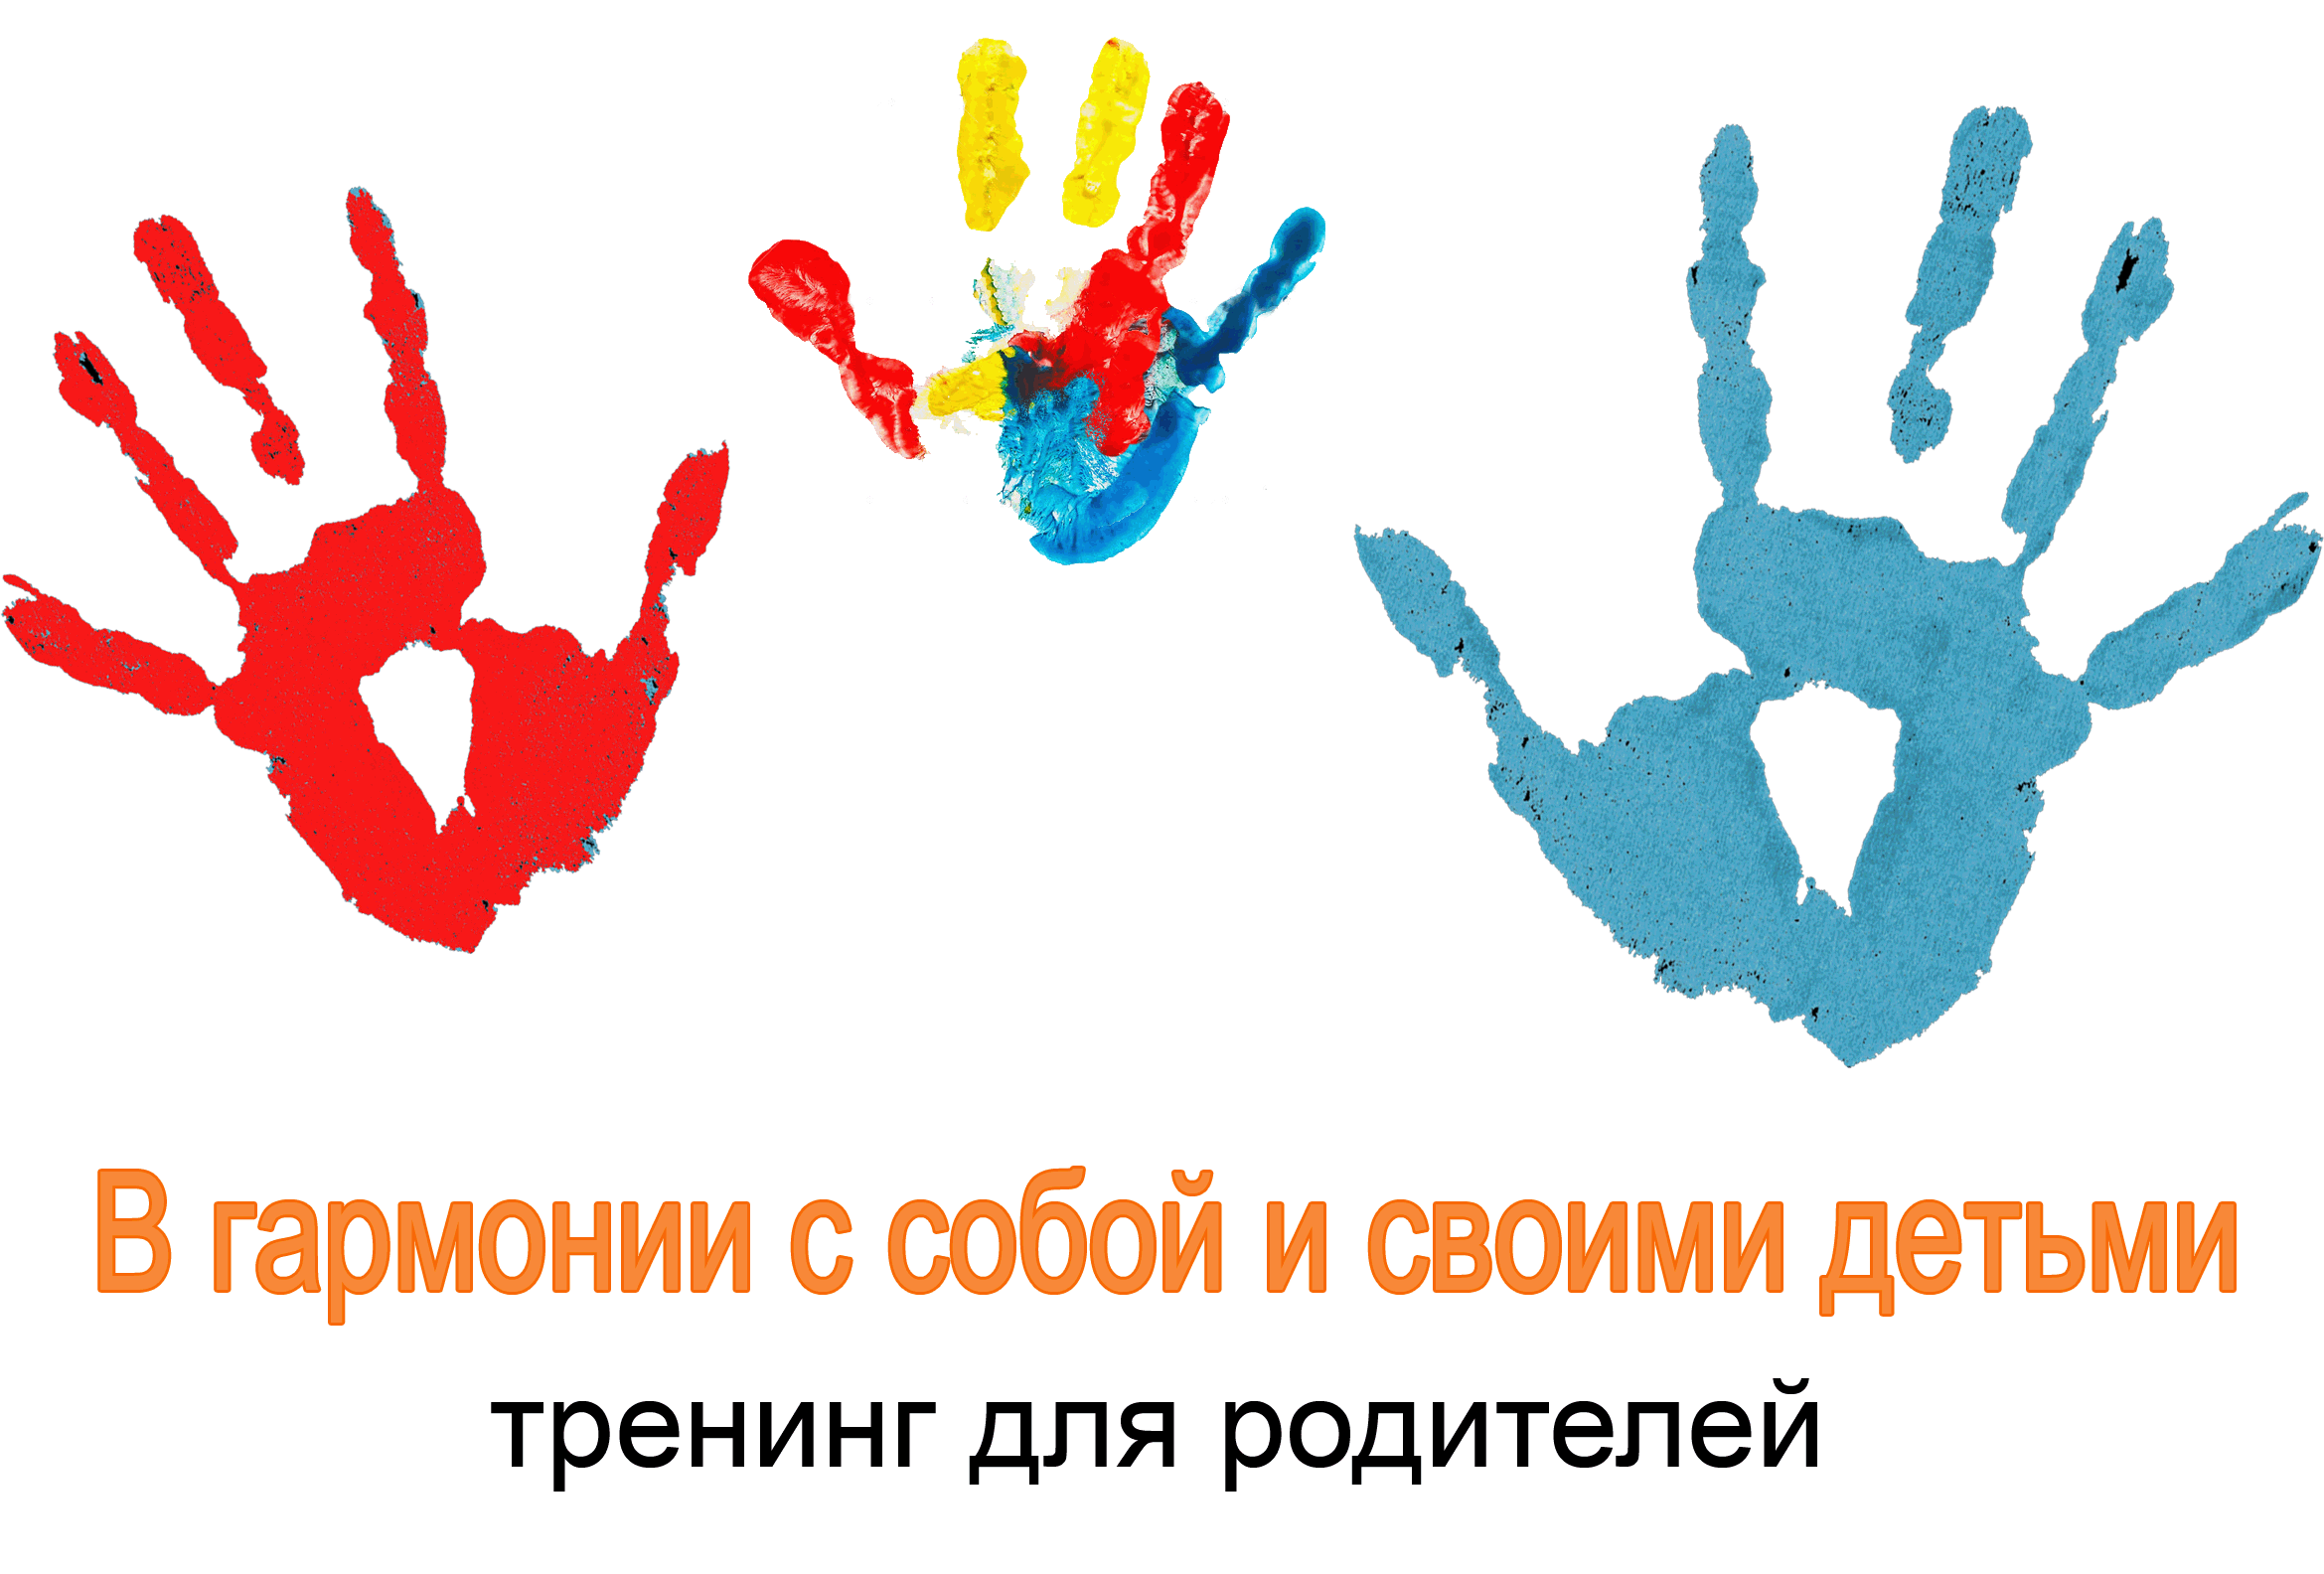 В гармонии с собой и своими детьми
тренинг для родителей